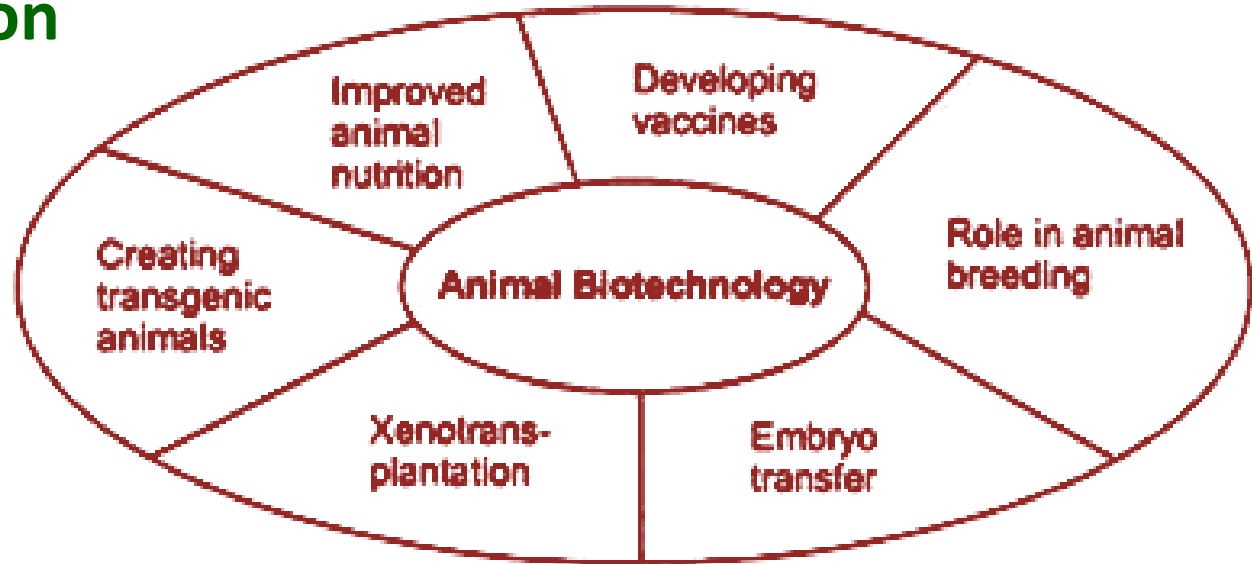 on
Improved
animal
nutrition
Developing
vaccines
Role in animal
breeding
Creating
transgenic
animals
Animal Biotechnology
Xenotrans-
plantation
Embryo
transfer